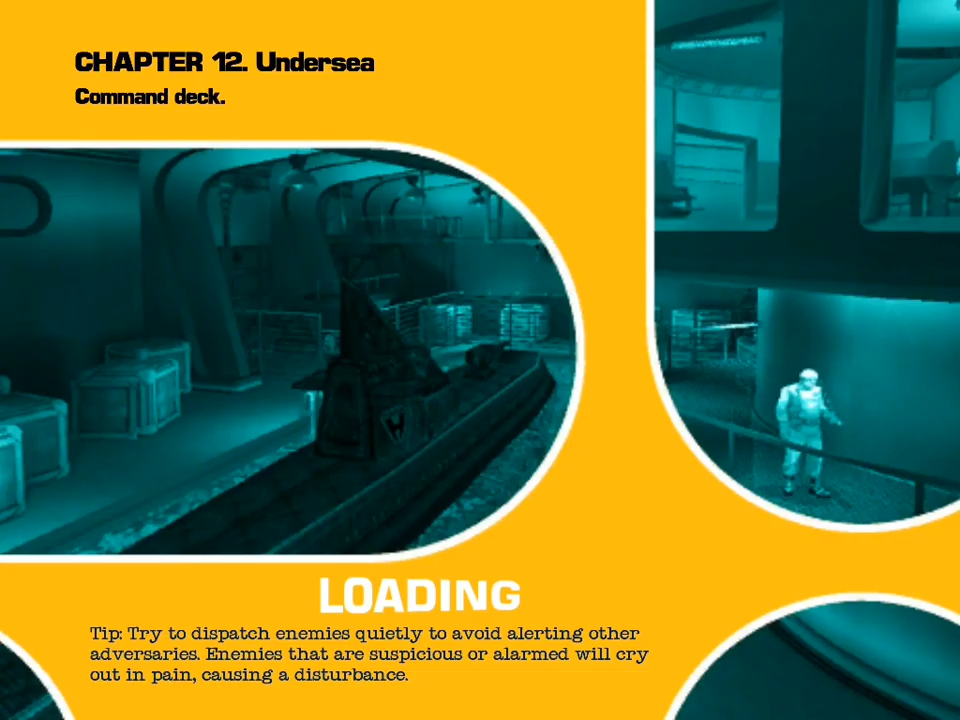 CHAPTER 12. Undersea
Command deck.
LOADING
Tip: Try to dispatch enemies quietly to avoid alerting other
adversaries. Enemies that are suspicious or alarmed will cry
out in pain, causing a disturbance.